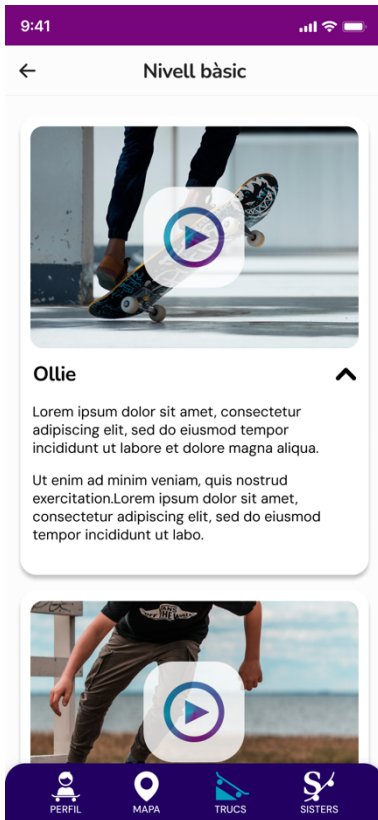 9:41
Nivell bàsic
Ollie
Lorem ipsum dolor sit amet, consectetur
adipiscing elit, sed do eiusmod tempor
incididunt ut labore et dolore magna aliqua.
Ut enim ad minim veniam, quis nostrud
exercitation.Lorem ipsum dolor sit amet,
consectetur adipiscing elit, sed do eiusmod
tempor incididunt ut labo.
PERFIL
MAPA
TRUCS
SISTERS